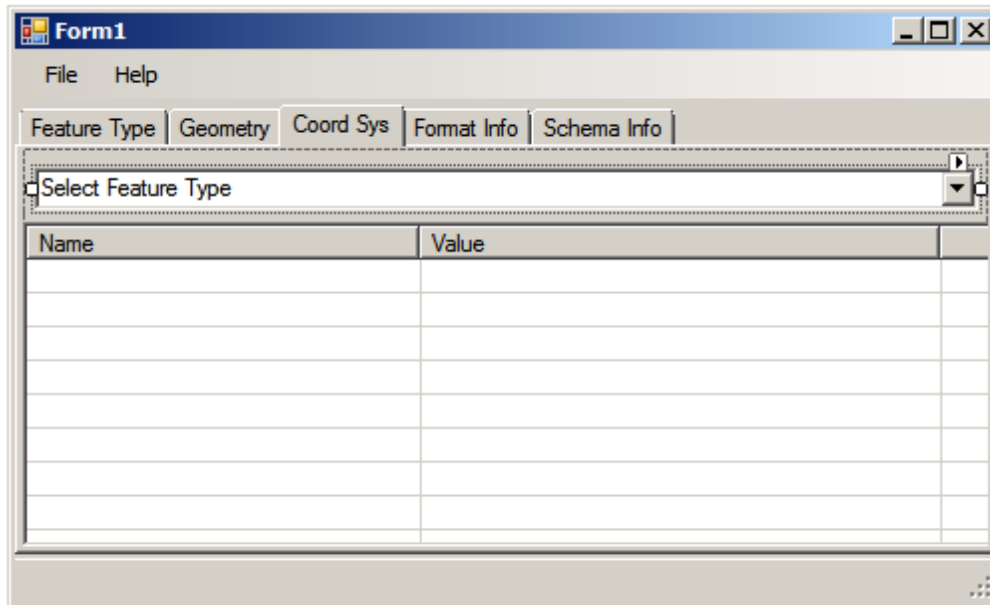 Form1
File Help
Feature Type Geometry Coord Sys Format Info Schema Info
Select Feature Type
Name Value